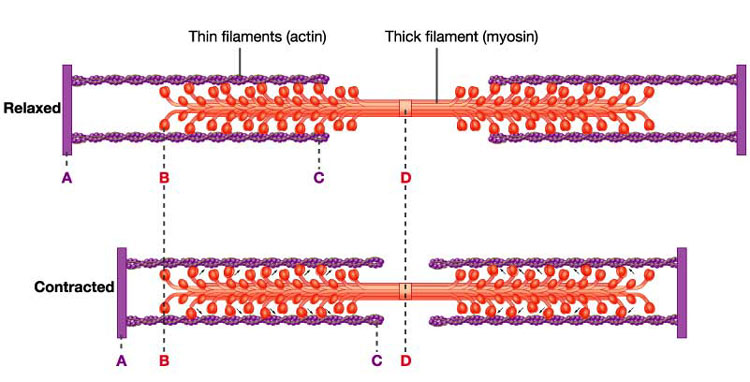 Thin filaments (actin) Thick filament (myosin)
Relaxed
A B C D
Contracted
A B C D